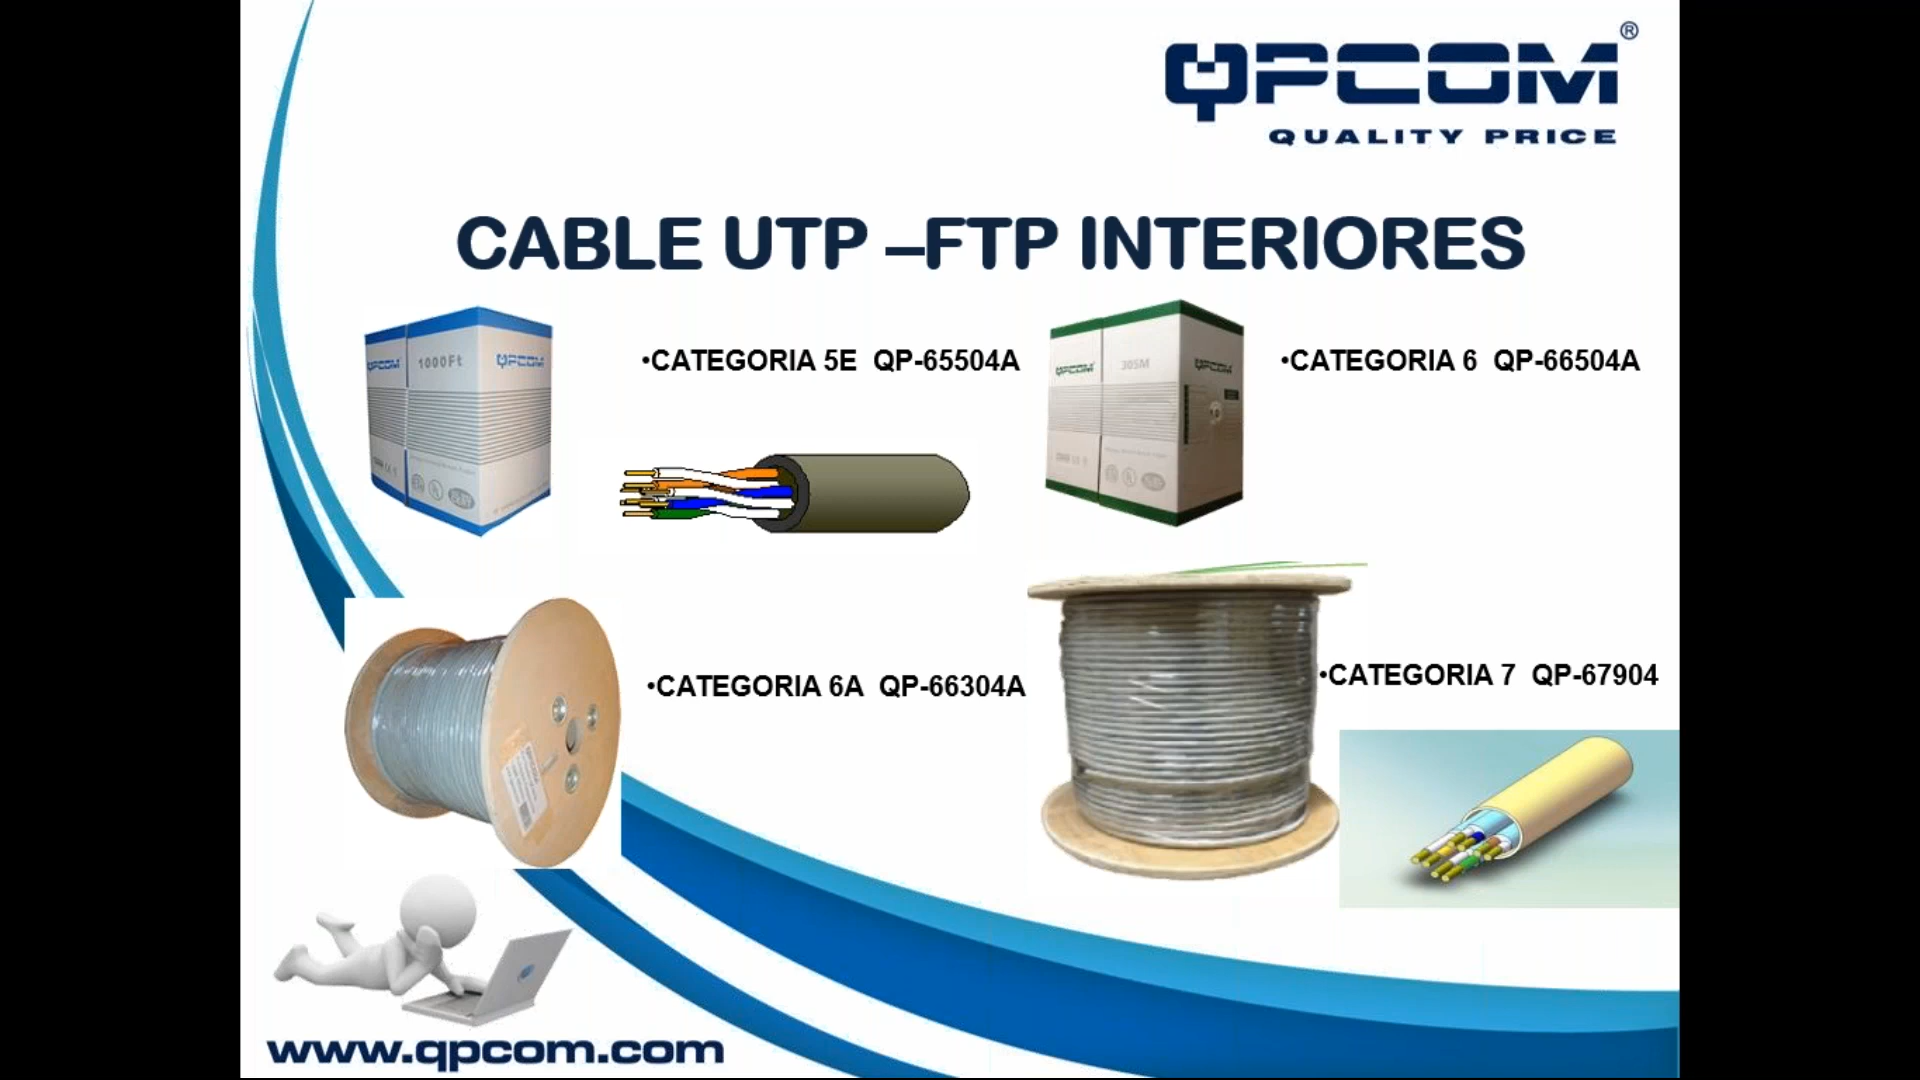 ®
QPCOM
QUALITY PRICE
CABLE UTP –FTP INTERIORES
QPCOM 1000Ft QPCOM
•CATEGORIA 5E QP-65504A
QPCOM 305M QPCOM
•CATEGORIA 6 QP-66504A
•CATEGORIA 6A QP-66304A
•CATEGORIA 7 QP-67904
www.qpcom.com